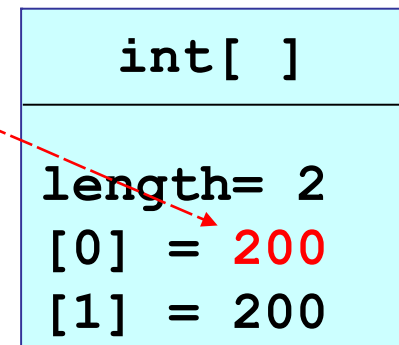 int[ ]
length= 2
[0] = 200
[1] = 200